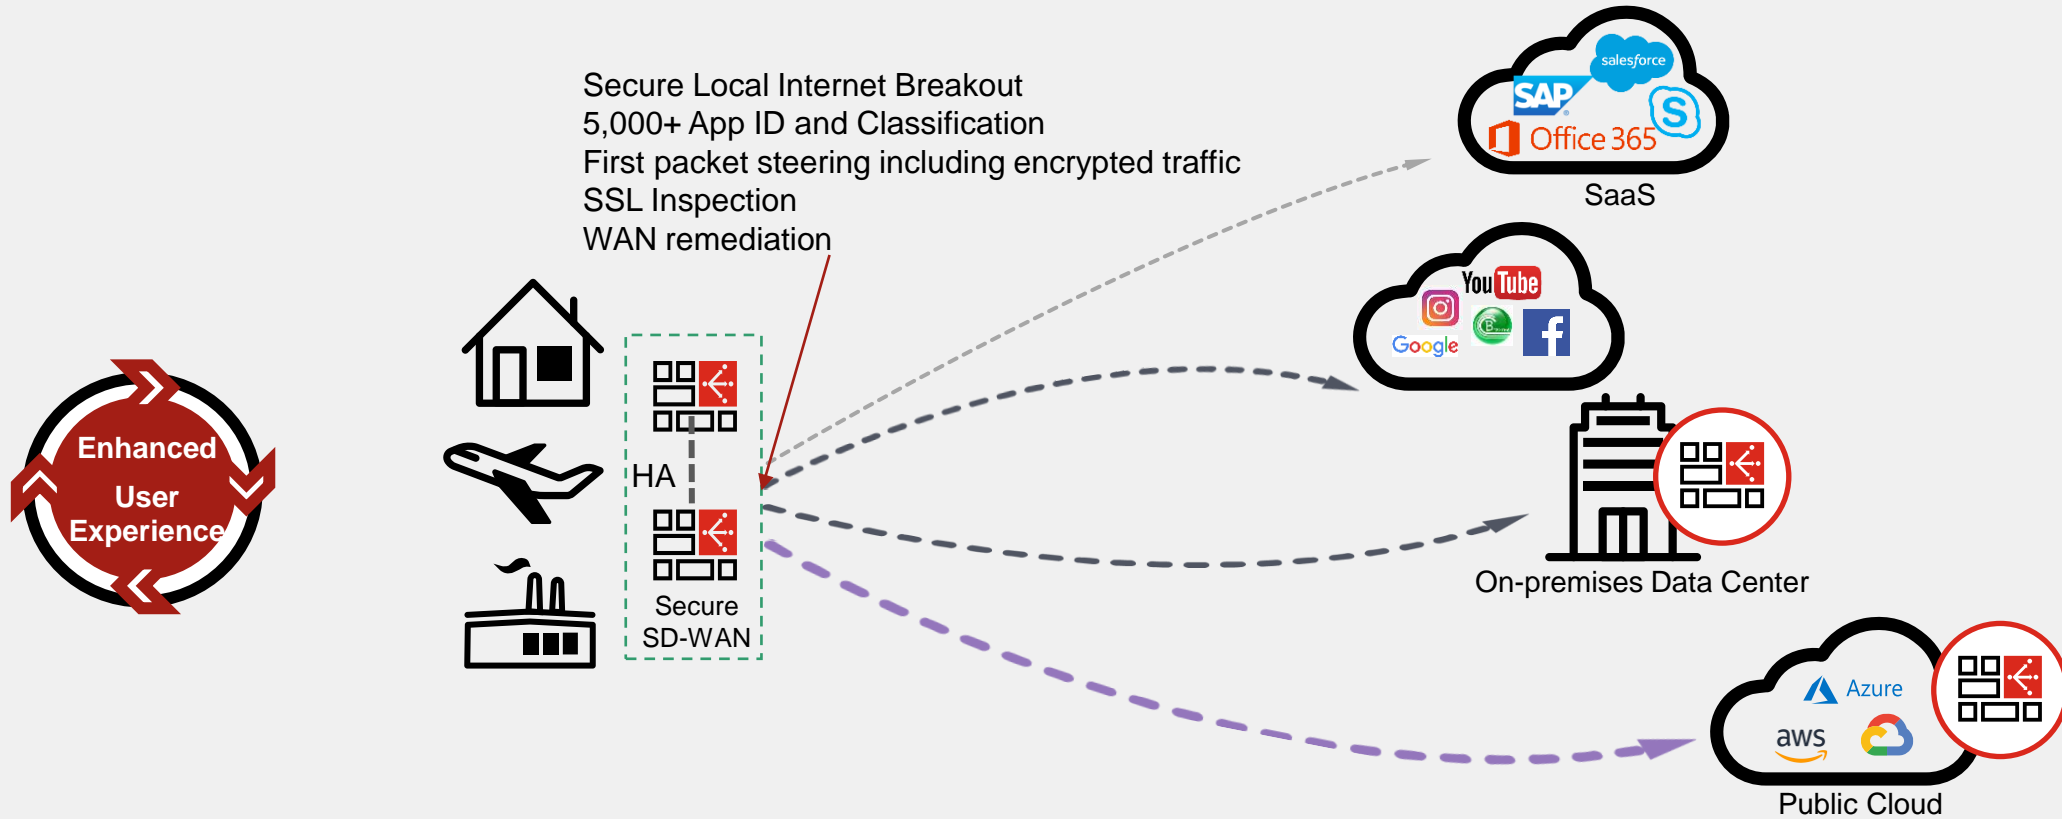 Secure Local Internet Breakout
5,000+ App ID and Classification
First packet steering including encrypted traffic
SSL Inspection
WAN remediation
Enhanced
User
Experience
HA
Secure
SD-WAN
salesforce
SAP
S
Office 365
SaaS
YouTube
Google
f
On-premises Data Center
Azure
aws
Public Cloud